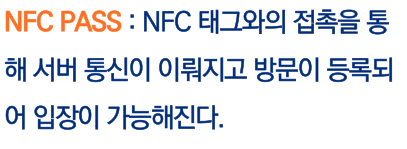 NFC PASS : NFC 태그와의 접촉을 통
해 서버 통신이 이뤄지고 방문이 등록되
어 입장이 가능해진다.